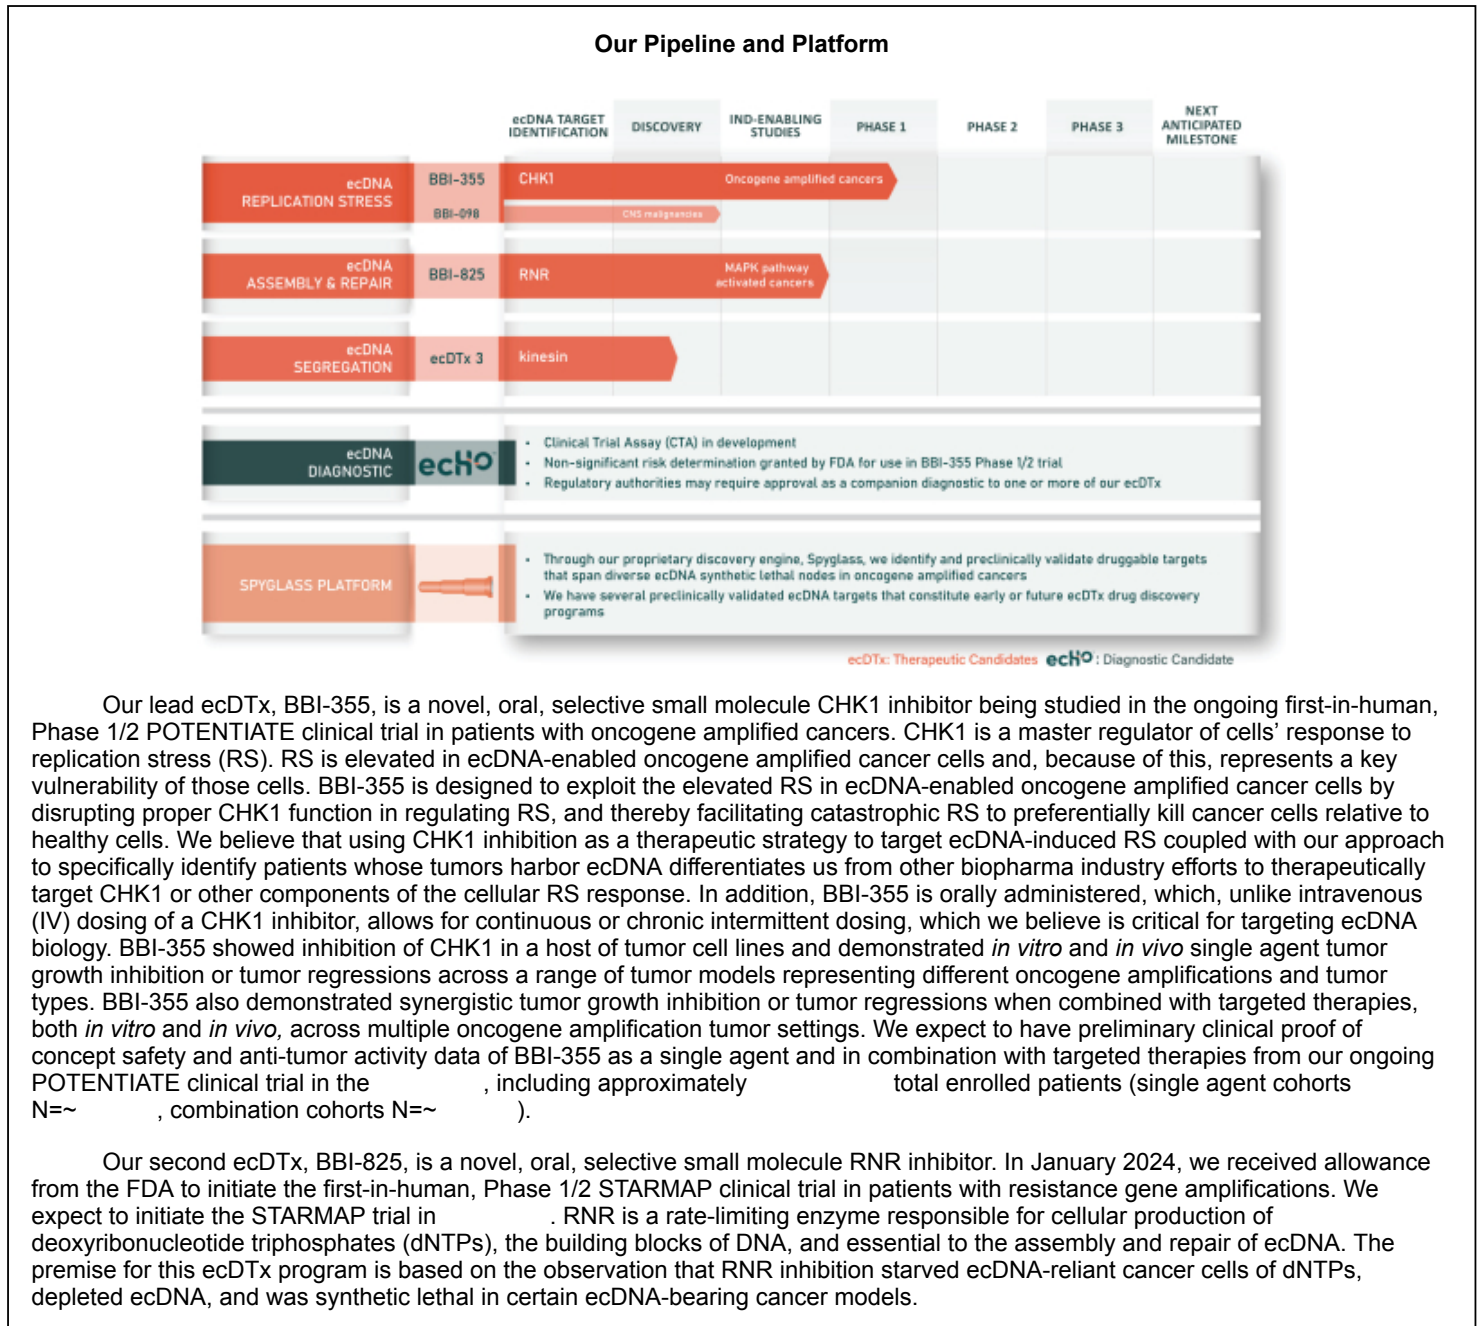 Our Pipeline and Platform
ecDNA TARGET IDENTIFICATION
DISCOVERY
IND-ENABLING STUDIES
PHASE 1
PHASE 2
PHASE 3
NEXT ANTICIPATED MILESTONE
ecDNA REPLICATION STRESS
BBI-355
CHK1
Oncogene amplified cancers
BBI-098
CNS malignancies
ecDNA ASSEMBLY & REPAIR
BBI-825
RNR
MAPK pathway activated cancers
ecDNA SEGREGATION
ecDTx 3
kinesin
ecDNA DIAGNOSTIC
ecHO
• Clinical Trial Assay (CTA) in development
• Non-significant risk determination granted by FDA for use in BBI-355 Phase 1/2 trial
• Regulatory authorities may require approval as a companion diagnostic to one or more of our ecDTx
SPYGLASS PLATFORM
• Through our proprietary discovery engine, Spyglass, we identify and preclinically validate druggable targets
that span diverse ecDNA synthetic lethal nodes in oncogene amplified cancers
• We have several preclinically validated ecDNA targets that constitute early or future ecDTx drug discovery
programs
ecDTx: Therapeutic Candidates ecHO : Diagnostic Candidate
Our lead ecDTx, BBI-355, is a novel, oral, selective small molecule CHK1 inhibitor being studied in the ongoing first-in-human,
Phase 1/2 POTENTIATE clinical trial in patients with oncogene amplified cancers. CHK1 is a master regulator of cells’ response to
replication stress (RS). RS is elevated in ecDNA-enabled oncogene amplified cancer cells and, because of this, represents a key
vulnerability of those cells. BBI-355 is designed to exploit the elevated RS in ecDNA-enabled oncogene amplified cancer cells by
disrupting proper CHK1 function in regulating RS, and thereby facilitating catastrophic RS to preferentially kill cancer cells relative to
healthy cells. We believe that using CHK1 inhibition as a therapeutic strategy to target ecDNA-induced RS coupled with our approach
to specifically identify patients whose tumors harbor ecDNA differentiates us from other biopharma industry efforts to therapeutically
target CHK1 or other components of the cellular RS response. In addition, BBI-355 is orally administered, which, unlike intravenous
(IV) dosing of a CHK1 inhibitor, allows for continuous or chronic intermittent dosing, which we believe is critical for targeting ecDNA
biology. BBI-355 showed inhibition of CHK1 in a host of tumor cell lines and demonstrated in vitro and in vivo single agent tumor
growth inhibition or tumor regressions across a range of tumor models representing different oncogene amplifications and tumor
types. BBI-355 also demonstrated synergistic tumor growth inhibition or tumor regressions when combined with targeted therapies,
both in vitro and in vivo, across multiple oncogene amplification tumor settings. We expect to have preliminary clinical proof of
concept safety and anti-tumor activity data of BBI-355 as a single agent and in combination with targeted therapies from our ongoing
POTENTIATE clinical trial in the , including approximately total enrolled patients (single agent cohorts
N=~ , combination cohorts N=~ ).
Our second ecDTx, BBI-825, is a novel, oral, selective small molecule RNR inhibitor. In January 2024, we received allowance
from the FDA to initiate the first-in-human, Phase 1/2 STARMAP clinical trial in patients with resistance gene amplifications. We
expect to initiate the STARMAP trial in . RNR is a rate-limiting enzyme responsible for cellular production of
deoxyribonucleotide triphosphates (dNTPs), the building blocks of DNA, and essential to the assembly and repair of ecDNA. The
premise for this ecDTx program is based on the observation that RNR inhibition starved ecDNA-reliant cancer cells of dNTPs,
depleted ecDNA, and was synthetic lethal in certain ecDNA-bearing cancer models.